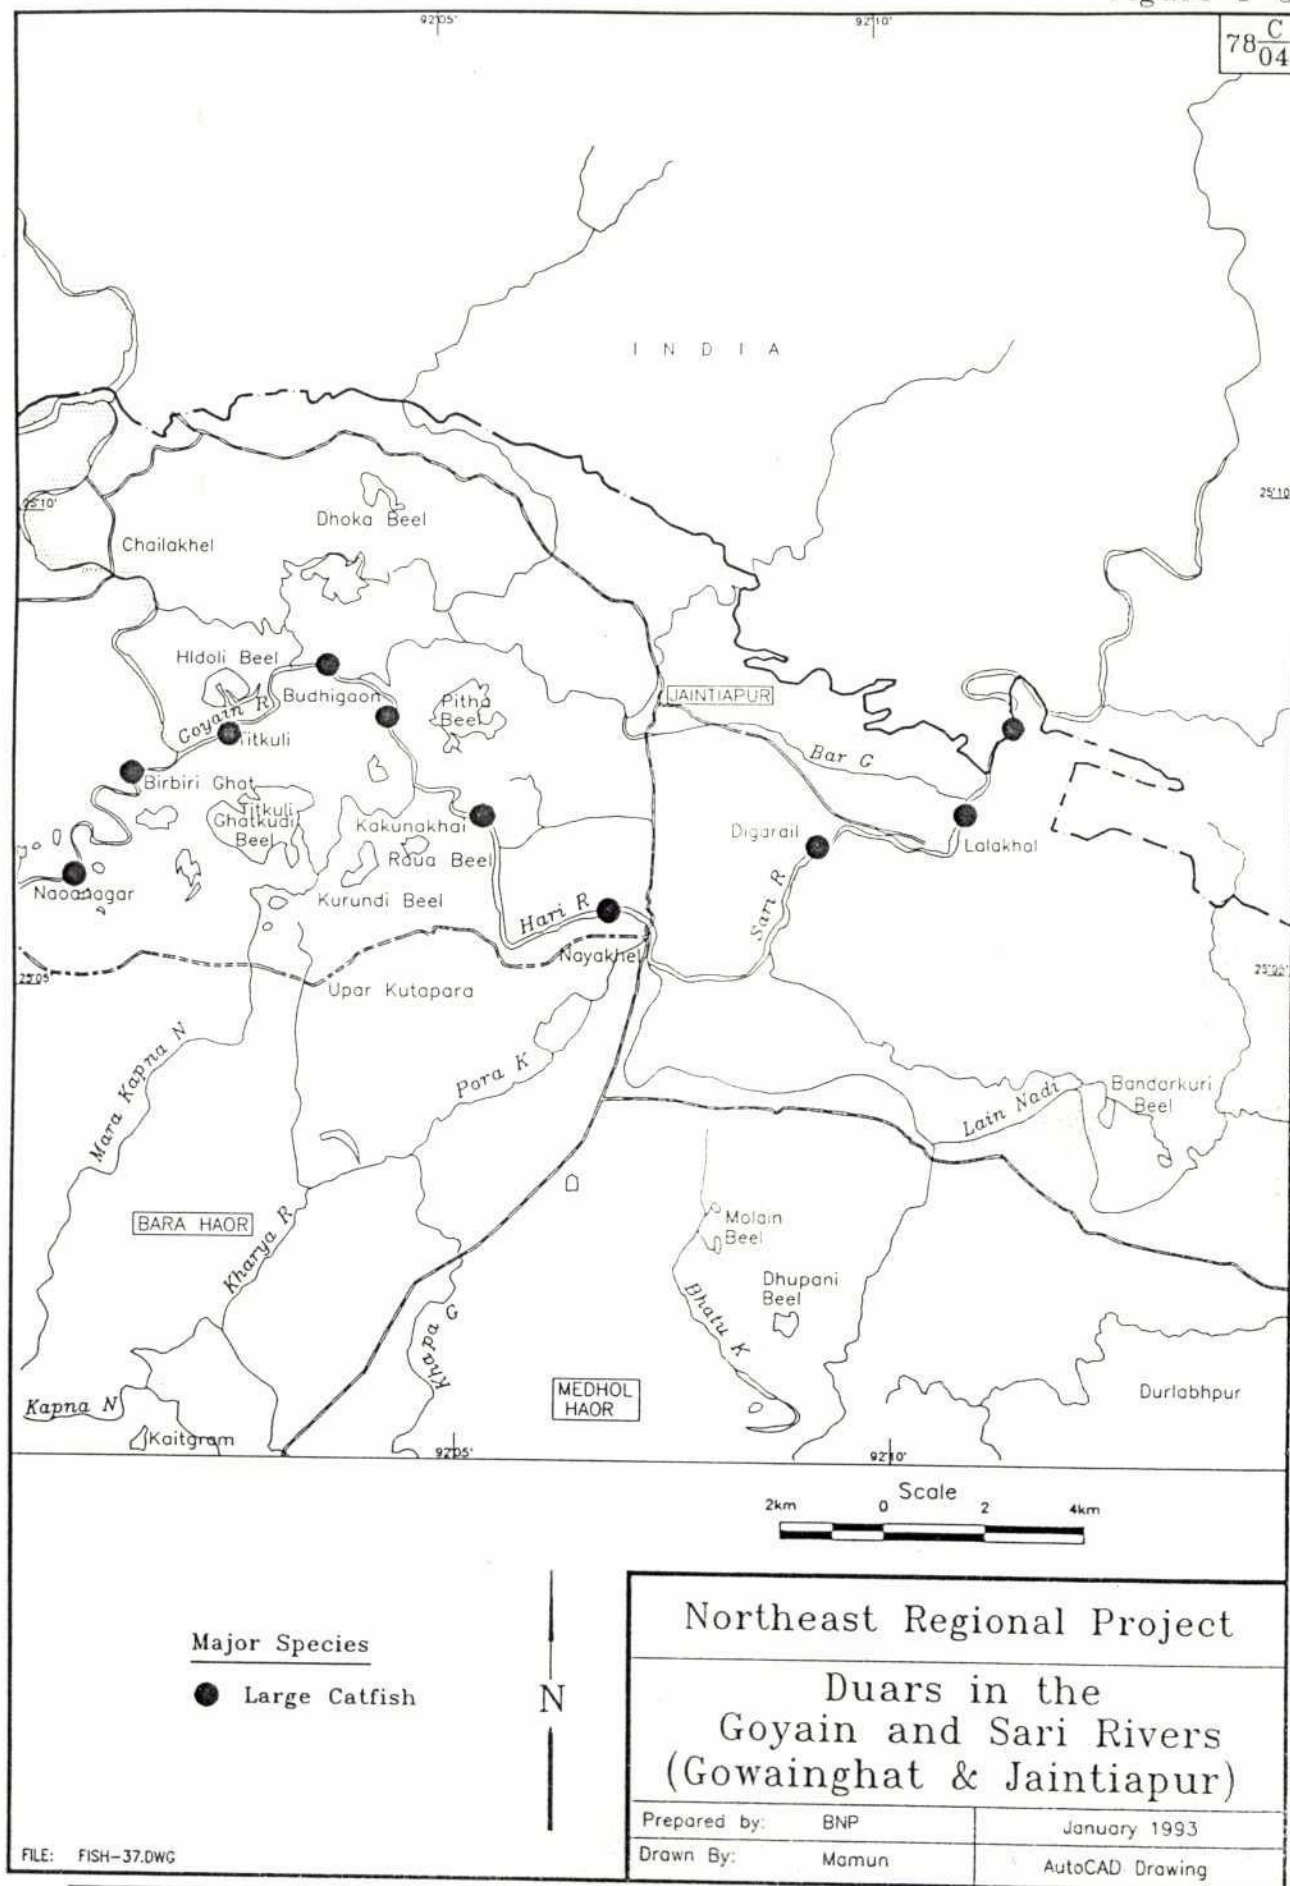 92°05'
92°10'
78 C
04
I N D I A
25°10'
25°10'
Dhoka Beel
Chailakhel
Hldoli Beel
Budhigaon
Pitha
Beel
JAINTIAPUR
Goyain R
Titkuli
Bar G
Birbiri Ghat
Titkuli
Ghatkudi
Beel
Kakunakhai
Raua Beel
Digarail
Lalakhal
Naoanagar
Kurundi Beel
Hari R
Sari R
Nayakhel
25°05'
25°05'
Upar Kutapara
Mara Kapna N
Pora K
Lain Nadi
Bandarkuri
Beel
BARA HAOR
Kharya R
Molain
Beel
Dhupani
Beel
Khapa G
Bhatu K
MEDHOL
HAOR
Durlabhpur
Kapna N
Kaitgram
92°05'
92°10'
Scale
2km 0 2 4km
Major Species
Large Catfish
N
Northeast Regional Project
Duars in the
Goyain and Sari Rivers
(Gowainghat & Jaintiapur)
Prepared by: BNP January 1993
Drawn By: Mamun AutoCAD Drawing
FILE: FISH-37.DWG